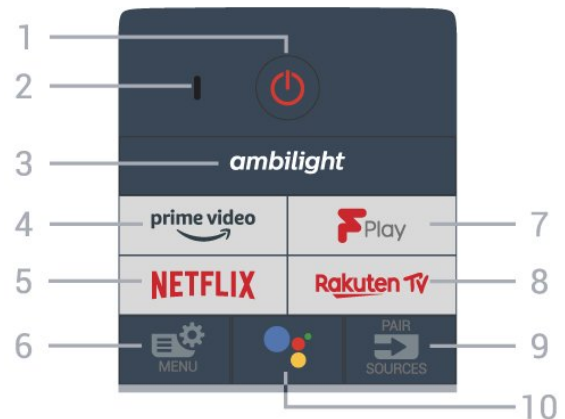 1
2
3
ambilight
4
prime video
F Play
7
5
NETFLIX
Rakuten TV
8
6
MENU
PAIR
SOURCES
9
10